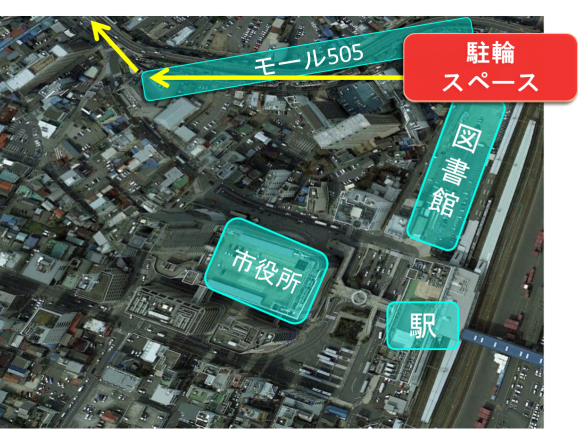 モール505
駐輪
スペース
図書館
市役所
駅